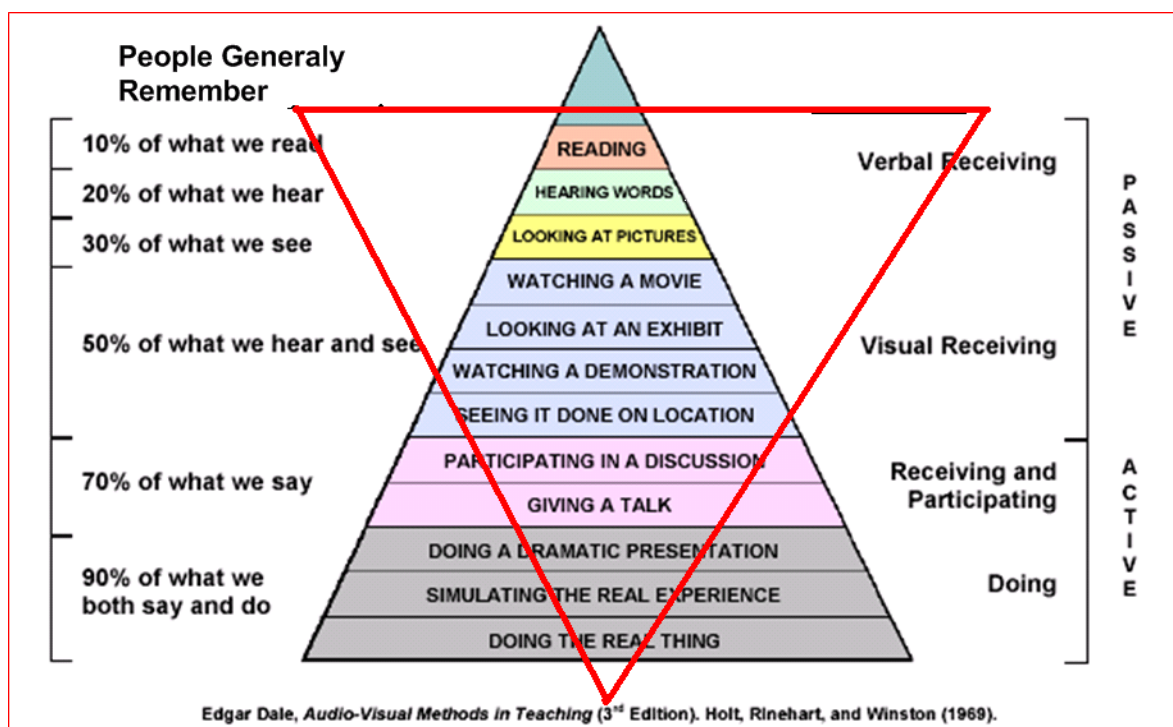 People Generaly
Remember
10% of what we read
20% of what we hear
30% of what we see
50% of what we hear and see
70% of what we say
90% of what we
both say and do
READING
HEARING WORDS
LOOKING AT PICTURES
WATCHING A MOVIE
LOOKING AT AN EXHIBIT
WATCHING A DEMONSTRATION
SEEING IT DONE ON LOCATION
PARTICIPATING IN A DISCUSSION
GIVING A TALK
DOING A DRAMATIC PRESENTATION
SIMULATING THE REAL EXPERIENCE
DOING THE REAL THING
Verbal Receiving
Visual Receiving
Receiving and
Participating
Doing
PASSIVE
ACTIVE
Edgar Dale, Audio-Visual Methods in Teaching (3rd Edition). Holt, Rinehart, and Winston (1969).